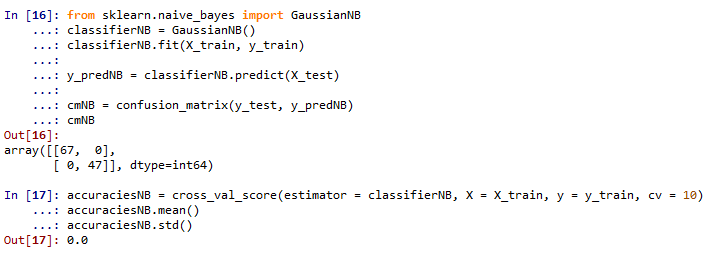 In [16]: from sklearn.naive_bayes import GaussianNB
    ...: classifierNB = GaussianNB()
    ...: classifierNB.fit(X_train, y_train)
    ...:
    ...: y_predNB = classifierNB.predict(X_test)
    ...:
    ...: cmNB = confusion_matrix(y_test, y_predNB)
    ...: cmNB
Out[16]:
array([[67,  0],
       [ 0, 47]], dtype=int64)
In [17]: accuraciesNB = cross_val_score(estimator = classifierNB, X = X_train, y = y_train, cv = 10)
    ...: accuraciesNB.mean()
    ...: accuraciesNB.std()
Out[17]: 0.0